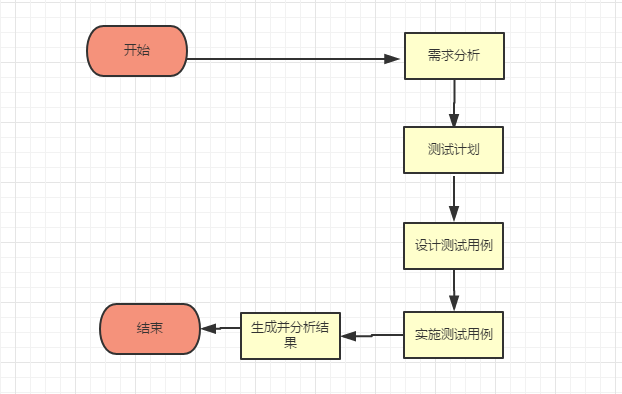 开始
需求分析
测试计划
设计测试用例
实施测试用例
生成并分析结
果
结束